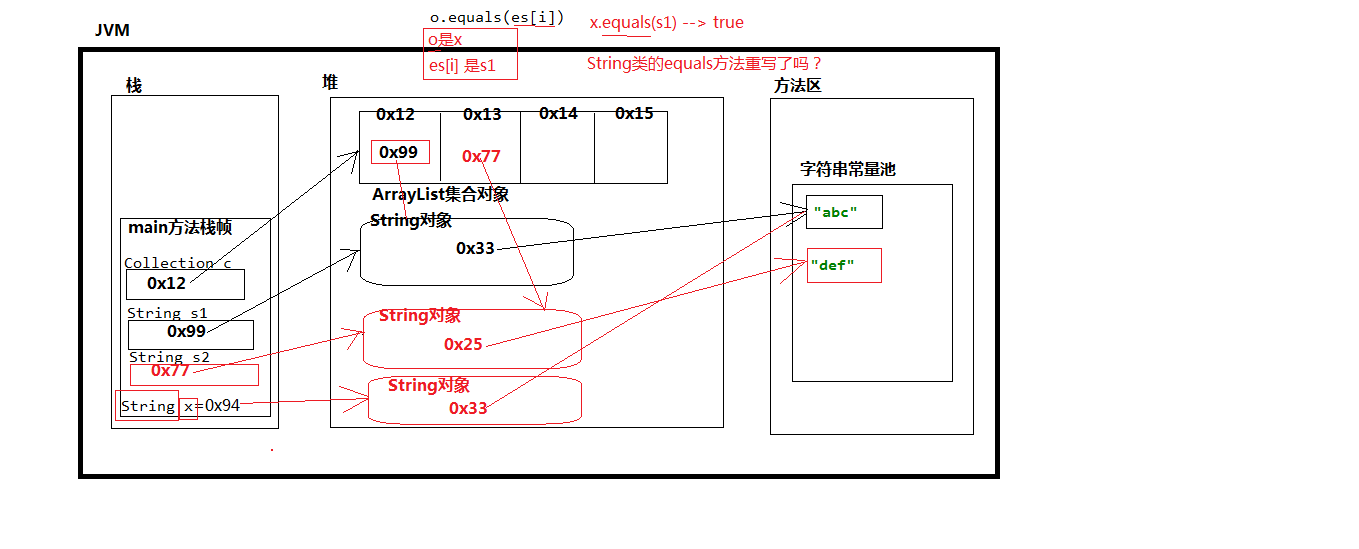 o.equals(es[i])
x.equals(s1) --> true
JVM
o是x
es[i] 是s1
String类的equals方法重写了吗？
栈
堆
方法区
0x12
0x13
0x14
0x15
0x99
0x77
ArrayList集合对象
字符串常量池
String对象
"abc"
main方法栈帧
0x33
Collection c
"def"
0x12
String s1
0x99
String对象
String s2
0x25
0x77
String对象
String x=0x94
0x33